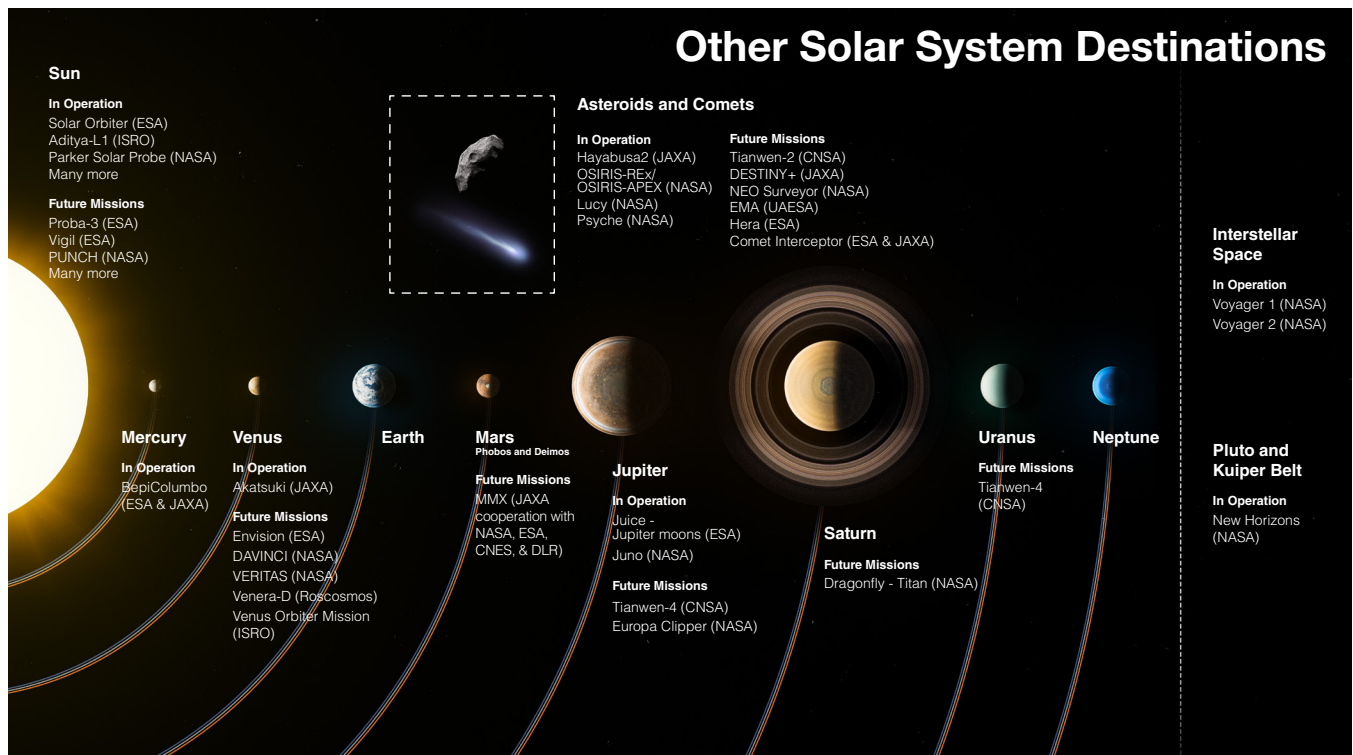 Other Solar System Destinations
Sun
In Operation
Solar Orbiter (ESA)
Aditya-L1 (ISRO)
Parker Solar Probe (NASA)
Many more
Future Missions
Proba-3 (ESA)
Vigil (ESA)
PUNCH (NASA)
Many more
Asteroids and Comets
In Operation
Hayabusa2 (JAXA)
OSIRIS-REx/
OSIRIS-APEX (NASA)
Lucy (NASA)
Psyche (NASA)
Future Missions
Tianwen-2 (CNSA)
DESTINY+ (JAXA)
NEO Surveyor (NASA)
EMA (UAESA)
Hera (ESA)
Comet Interceptor (ESA & JAXA)
Interstellar
Space
In Operation
Voyager 1 (NASA)
Voyager 2 (NASA)
Mercury
In Operation
BepiColumbo
(ESA & JAXA)
Venus
In Operation
Akatsuki (JAXA)
Future Missions
Envision (ESA)
DAVINCI (NASA)
VERITAS (NASA)
Venera-D (Roscosmos)
Venus Orbiter Mission
(ISRO)
Earth
Mars
Phobos and Deimos
Future Missions
MMX (JAXA
cooperation with
NASA, ESA,
CNES, & DLR)
Jupiter
In Operation
Juice -
Jupiter moons (ESA)
Juno (NASA)
Future Missions
Tianwen-4 (CNSA)
Europa Clipper (NASA)
Saturn
Future Missions
Dragonfly - Titan (NASA)
Uranus
Future Missions
Tianwen-4
(CNSA)
Neptune
Pluto and
Kuiper Belt
In Operation
New Horizons
(NASA)